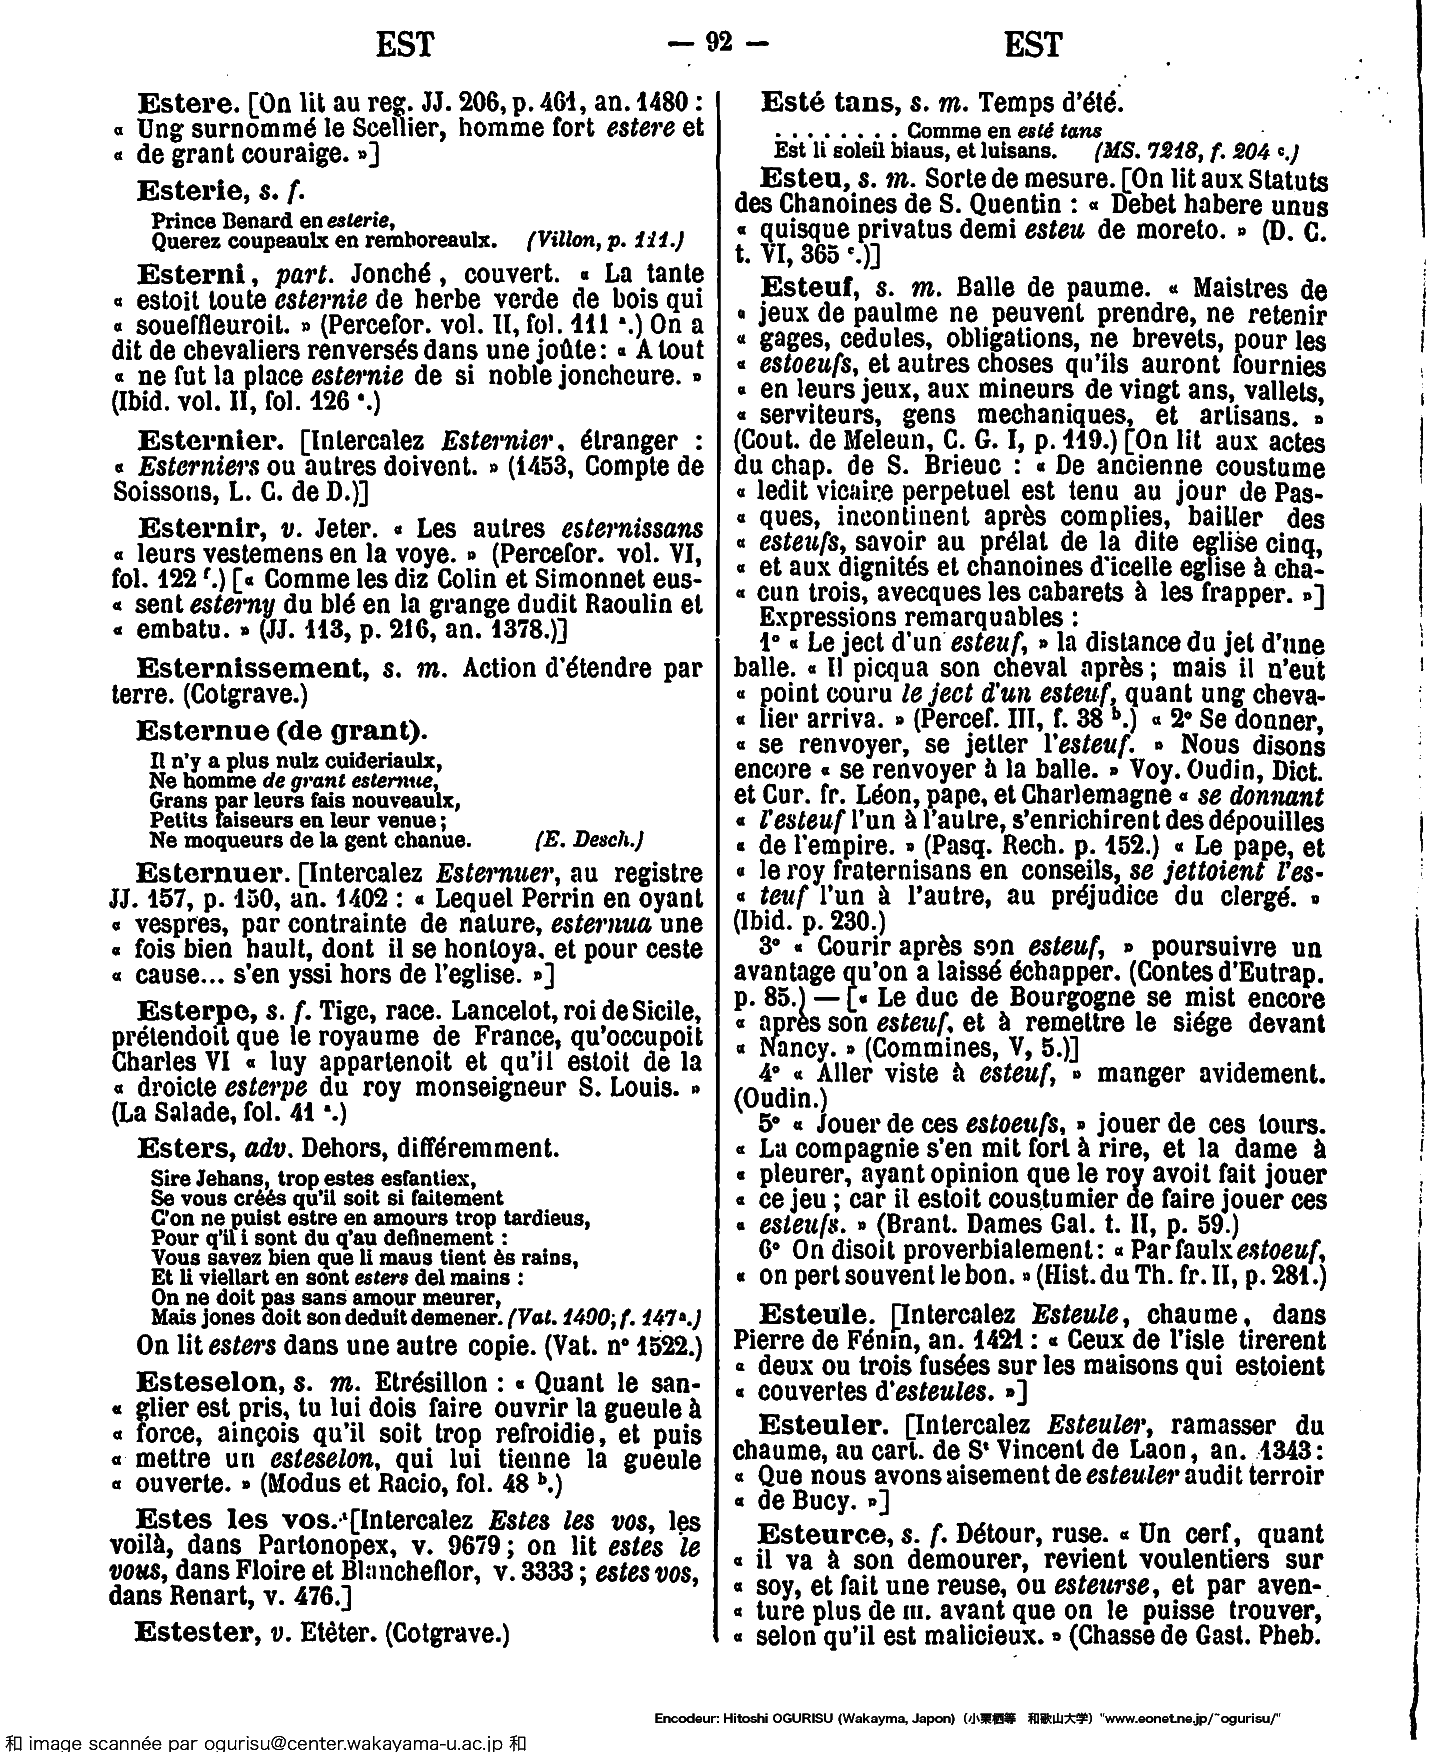 EST
— 92 —
EST
Estere. [On lit au reg. JJ. 206, p. 461, an. 1480 :
« Ung surnommé le Scellier, homme fort estere et
« de grant couraige. »]
Esterie, s. f.
Prince Benard en esterie,
Querez coupeaulx en remboreaulx. (Villon, p. 111.)
Esterni, part. Jonché, couvert. « La tante
« estoit toute esternie de herbe verde de bois qui
« soueffleuroit. » (Percefor. vol. II, fol. 111 ª.) On a
dit de chevaliers renversés dans une joûte: « A tout
« ne fut la place esternie de si noble joncheure. »
(Ibid. vol. II, fol. 126 ª.)
Esternier. [Intercalez Esternier, étranger :
« Esterniers ou autres doivent. » (1453, Compte de
Soissons, L. C. de D.)]
Esternir, v. Jeter. « Les autres esternissans
« leurs vestemens en la voye. » (Percefor. vol. VI,
fol. 122 f.) [« Comme les diz Colin et Simonnet eus-
« sent esterny du blé en la grange dudit Raoulin et
« embatu. » (JJ. 113, p. 216, an. 1378.)]
Esternissement, s. m. Action d'étendre par
terre. (Cotgrave.)
Esternue (de grant).
Il n'y a plus nulz cuideriaulx,
Ne homme de grant esternue,
Grans par leurs fais nouveaulx,
Petits faiseurs en leur venue ;
Ne moqueurs de la gent chanue. (E. Desch.)
Esternuer. [Intercalez Esternuer, au registre
JJ. 157, p. 150, an. 1402 : « Lequel Perrin en oyant
« vespres, par contrainte de nature, esternua une
« fois bien hault, dont il se hontoya, et pour ceste
« cause... s'en yssi hors de l'eglise. »]
Esterpe, s. f. Tige, race. Lancelot, roi de Sicile,
prétendoit que le royaume de France, qu'occupoit
Charles VI « luy appartenoit et qu'il estoit de la
« droicte esterpe du roy monseigneur S. Louis. »
(La Salade, fol. 41 ª.)
Esters, adv. Dehors, différemment.
Sire Jehans, trop estes esfantiex,
Se vous créés qu'il soit si faitement
C'on ne puist estre en amours trop tardieus,
Pour q'il i sont du q'au definement :
Vous savez bien que li maus tient ès rains,
Et li viellart en sont esters del mains :
On ne doit pas sans amour meurer,
Mais jones doit son deduit demener. (Vat. 1490; f. 147ª.)
On lit esters dans une autre copie. (Vat. n° 1522.)
Esteselon, s. m. Etrésillon : « Quant le san-
« glier est pris, tu lui dois faire ouvrir la gueule à
« force, ainçois qu'il soit trop refroidie, et puis
« mettre un esteselon, qui lui tienne la gueule
« ouverte. » (Modus et Racio, fol. 48 b.)
Estes les vos. [Intercalez Estes les vos, les
voilà, dans Partonopex, v. 9679 ; on lit estes le
vous, dans Floire et Blancheflor, v. 3333 ; estes vos,
dans Renart, v. 476.]
Estester, v. Etèter. (Cotgrave.)
Esté tans, s. m. Temps d'été.
. . . . . . . . Comme en esté tans
Est li soleil biaus, et luisans. (MS. 7218, f. 204 c.)
Esteu, s. m. Sorte de mesure. [On lit aux Statuts
des Chanoines de S. Quentin : « Debet habere unus
« quisque privatus demi esteu de moreto. » (D. C.
t. VI, 365 c.)]
Esteuf, s. m. Balle de paume. « Maistres de
« jeux de paulme ne peuvent prendre, ne retenir
« gages, cedules, obligations, ne brevets, pour les
« estoeufs, et autres choses qu'ils auront fournies
« en leurs jeux, aux mineurs de vingt ans, vallets,
« serviteurs, gens mechaniques, et artisans. »
(Cout. de Meleun, C. G. I, p. 119.) [On lit aux actes
du chap. de S. Brieuc : « De ancienne coustume
« ledit vicaire perpetuel est tenu au jour de Pas-
« ques, incontinent après complies, bailler des
« esteufs, savoir au prélat de la dite eglise cinq,
« et aux dignités et chanoines d'icelle eglise à cha-
« cun trois, avecques les cabarets à les frapper. »]
Expressions remarquables :
1° « Le ject d'un esteuf, » la distance du jet d'une
balle. « Il picqua son cheval après ; mais il n'eut
« point couru le ject d'un esteuf, quant ung cheva-
« lier arriva. » (Percef. III, f. 38 b.) « 2° Se donner,
« se renvoyer, se jetter l'esteuf. » Nous disons
encore « se renvoyer à la balle. » Voy. Oudin, Dict.
et Cur. fr. Léon, pape, et Charlemagne « se donnant
« l'esteuf l'un à l'autre, s'enrichirent des dépouilles
« de l'empire. » (Pasq. Rech. p. 152.) « Le pape, et
« le roy fraternisans en conseils, se jettoient l'es-
« teuf l'un à l'autre, au préjudice du clergé. »
(Ibid. p. 230.)
3° « Courir après son esteuf, » poursuivre un
avantage qu'on a laissé échapper. (Contes d'Eutrap.
p. 85.) — [« Le duc de Bourgogne se mist encore
« après son esteuf, et à remettre le siége devant
« Nancy. » (Commines, V, 5.)]
4° « Aller viste à esteuf, » manger avidement.
(Oudin.)
5° « Jouer de ces estoeufs, » jouer de ces tours.
« La compagnie s'en mit fort à rire, et la dame à
« pleurer, ayant opinion que le roy avoit fait jouer
« ce jeu ; car il estoit coustumier de faire jouer ces
« esteufs. » (Brant. Dames Gal. t. II, p. 59.)
6° On disoit proverbialement : « Par faulx estoeuf,
« on pert souvent le bon. » (Hist. du Th. fr. II, p. 281.)
Esteule. [Intercalez Esteule, chaume, dans
Pierre de Fénin, an. 1421 : « Ceux de l'isle tirerent
« deux ou trois fusées sur les maisons qui estoient
« couvertes d'esteules. »]
Esteuler. [Intercalez Esteuler, ramasser du
chaume, au cart. de St Vincent de Laon, an. 1343 :
« Que nous avons aisement de esteuler audit terroir
« de Bucy. »]
Esteurce, s. f. Détour, ruse. « Un cerf, quant
« il va à son demourer, revient voulentiers sur
« soy, et fait une reuse, ou esteurse, et par aven-
« ture plus de III. avant que on le puisse trouver,
« selon qu'il est malicieux. » (Chasse de Gast. Pheb.
Encodeur: Hitoshi OGURISU (Wakayma, Japon) (小栗栖等 和歌山大学) "www.eonet.ne.jp/~ogurisu/"
和 image scannée par ogurisu@center.wakayama-u.ac.jp 和